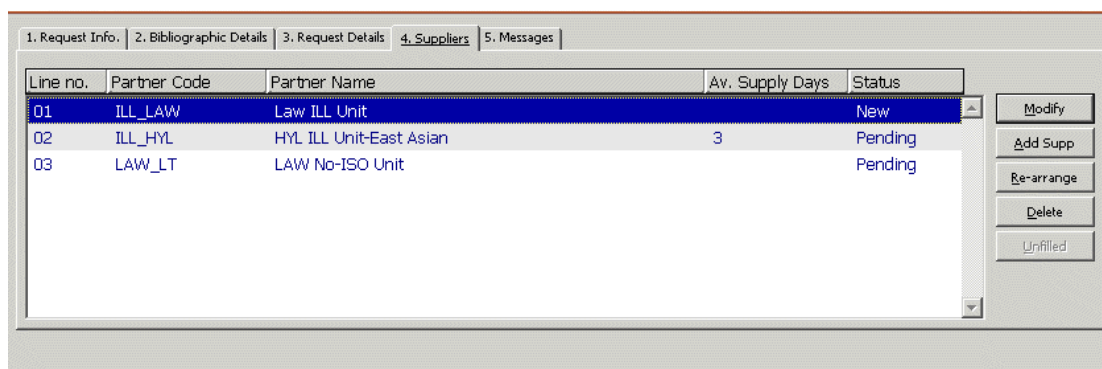 1. Request Info. 2. Bibliographic Details 3. Request Details 4. Suppliers 5. Messages
Line no. Partner Code Partner Name Av. Supply Days Status
01 ILL_LAW Law ILL Unit New
02 ILL_HYL HYL ILL Unit-East Asian 3 Pending
03 LAW_LT LAW No-ISO Unit Pending
Modify
Add Supp
Re-arrange
Delete
Unfilled